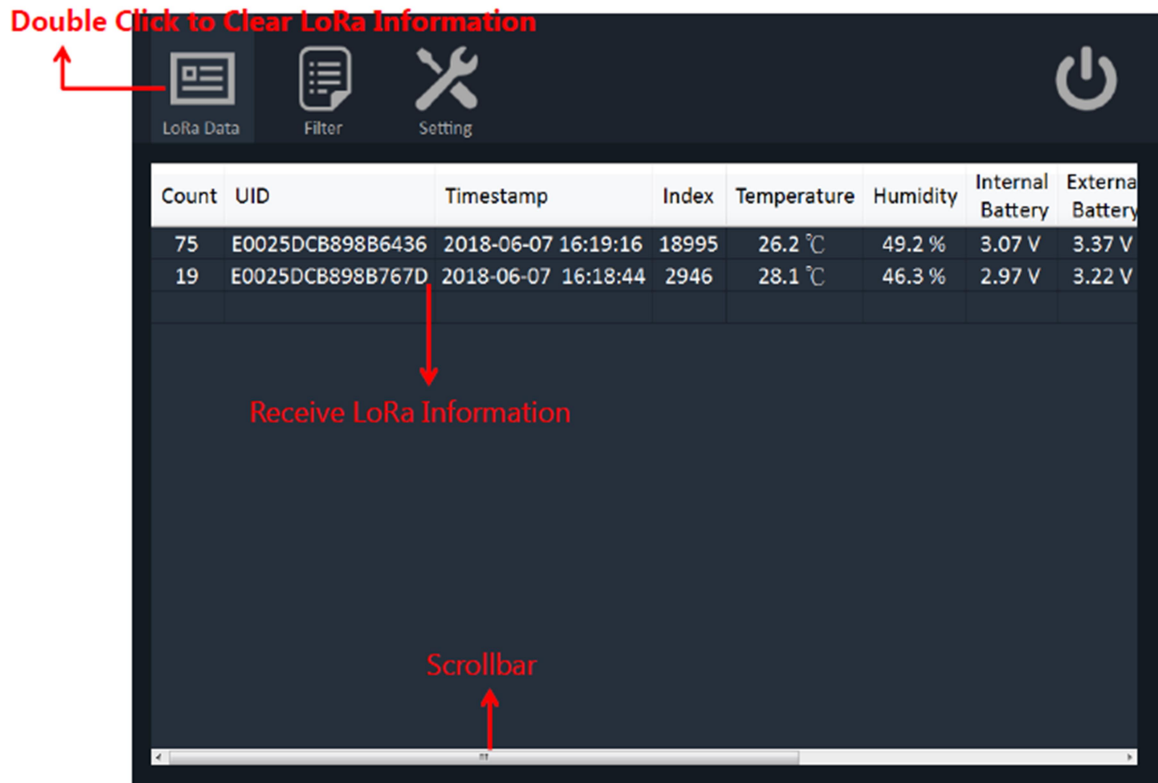 Double Click to Clear LoRa Information
LoRa Data Filter Setting
Count UID Timestamp Index Temperature Humidity Internal Battery Externa Battery
75 E0025DCB898B6436 2018-06-07 16:19:16 18995 26.2 ℃ 49.2 % 3.07 V 3.37 V
19 E0025DCB898B767D 2018-06-07 16:18:44 2946 28.1 ℃ 46.3 % 2.97 V 3.22 V
Receive LoRa Information
Scrollbar